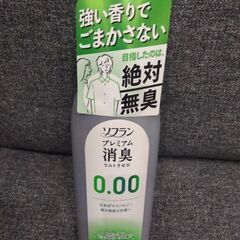 強い香りで
ごまかさない
目指したのは、
絶対
無臭
ソフラン
プレミアム
消臭
ウルトラゼロ
0.00